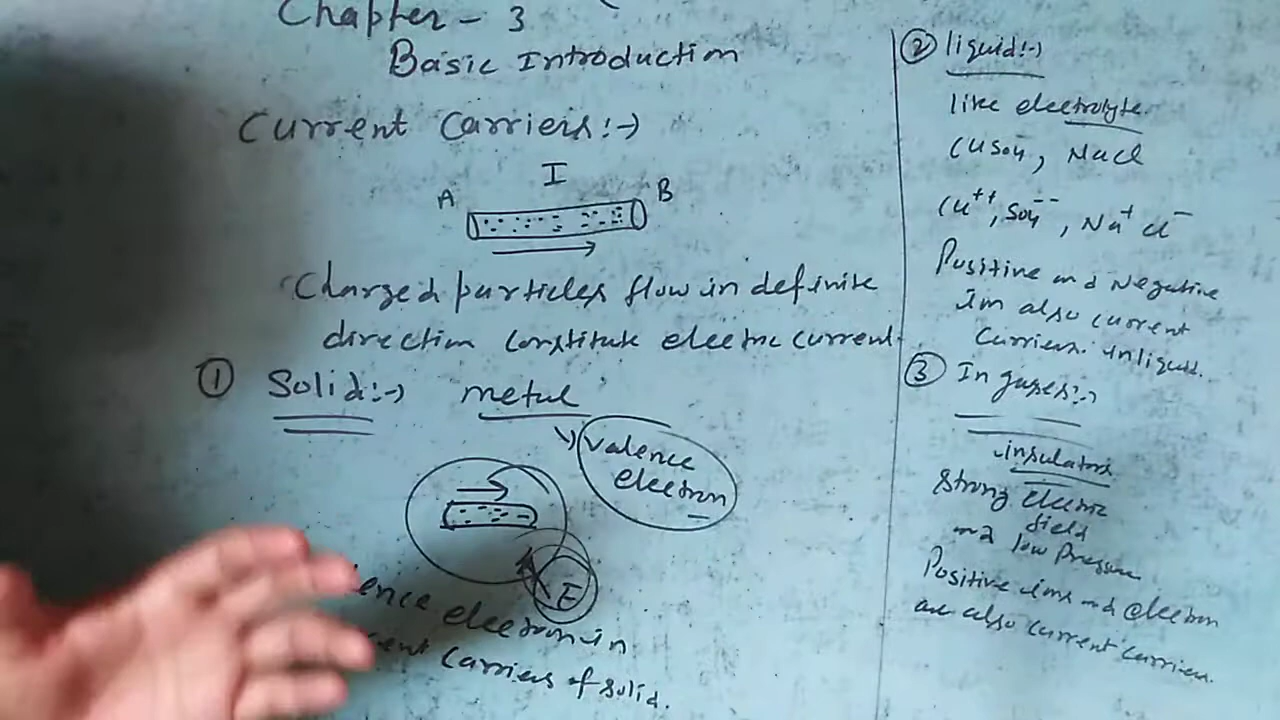 Chapter - 3
Basic Introduction
Current Carriers:->
I
A
B
Charged particles flow in definite
direction constitute electric current.
① Solid:-> metal
valence
electron
E
ence electron in
ent carriers of solid.
② liquid:->
like electrolyte.
CuSO4, NaCl
Cu++, SO4--, Na+ Cl-
Positive and Negative
ion also current
carriers in liquid.
③ In gases:->
insulators
Strong electric
field
and low pressure
Positive ions and electron
are also current carriers.